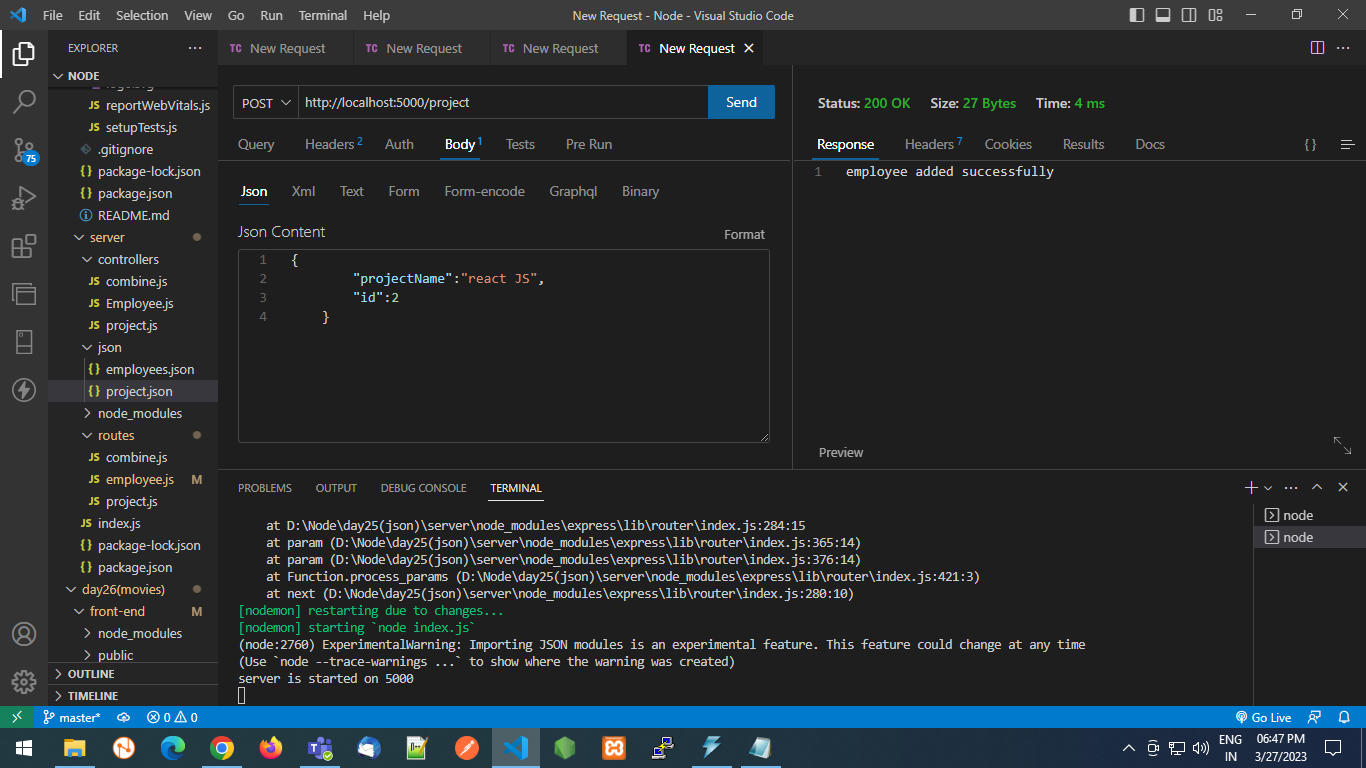 File Edit Selection View Go Run Terminal Help New Request - Node - Visual Studio Code
EXPLORER ...
TC New Request TC New Request TC New Request TC New Request
NODE
JS reportWebVitals.js
JS setupTests.js
.gitignore
{} package-lock.json
{} package.json
README.md
server
controllers
JS combine.js
JS Employee.js
JS project.js
json
{} employees.json
{} project.json
node_modules
routes
JS combine.js
JS employee.js M
JS project.js
JS index.js
{} package-lock.json
{} package.json
day26(movies)
front-end M
node_modules
public
OUTLINE
TIMELINE
75
POST http://localhost:5000/project Send
Query Headers 2 Auth Body 1 Tests Pre Run
Json Xml Text Form Form-encode Graphql Binary
Json Content Format
1 {
2 "projectName":"react JS",
3 "id":2
4 }
Status: 200 OK Size: 27 Bytes Time: 4 ms
Response Headers 7 Cookies Results Docs {}
1 employee added successfully
Preview
PROBLEMS OUTPUT DEBUG CONSOLE TERMINAL
at D:\Node\day25(json)\server\node_modules\express\lib\router\index.js:284:15
at param (D:\Node\day25(json)\server\node_modules\express\lib\router\index.js:365:14)
at param (D:\Node\day25(json)\server\node_modules\express\lib\router\index.js:376:14)
at Function.process_params (D:\Node\day25(json)\server\node_modules\express\lib\router\index.js:421:3)
at next (D:\Node\day25(json)\server\node_modules\express\lib\router\index.js:280:10)
[nodemon] restarting due to changes...
[nodemon] starting `node index.js`
(node:2760) ExperimentalWarning: Importing JSON modules is an experimental feature. This feature could change at any time
(Use `node --trace-warnings ...` to show where the warning was created)
server is started on 5000
node
node
master* 0 0 Go Live
ENG 06:47 PM
IN 3/27/2023